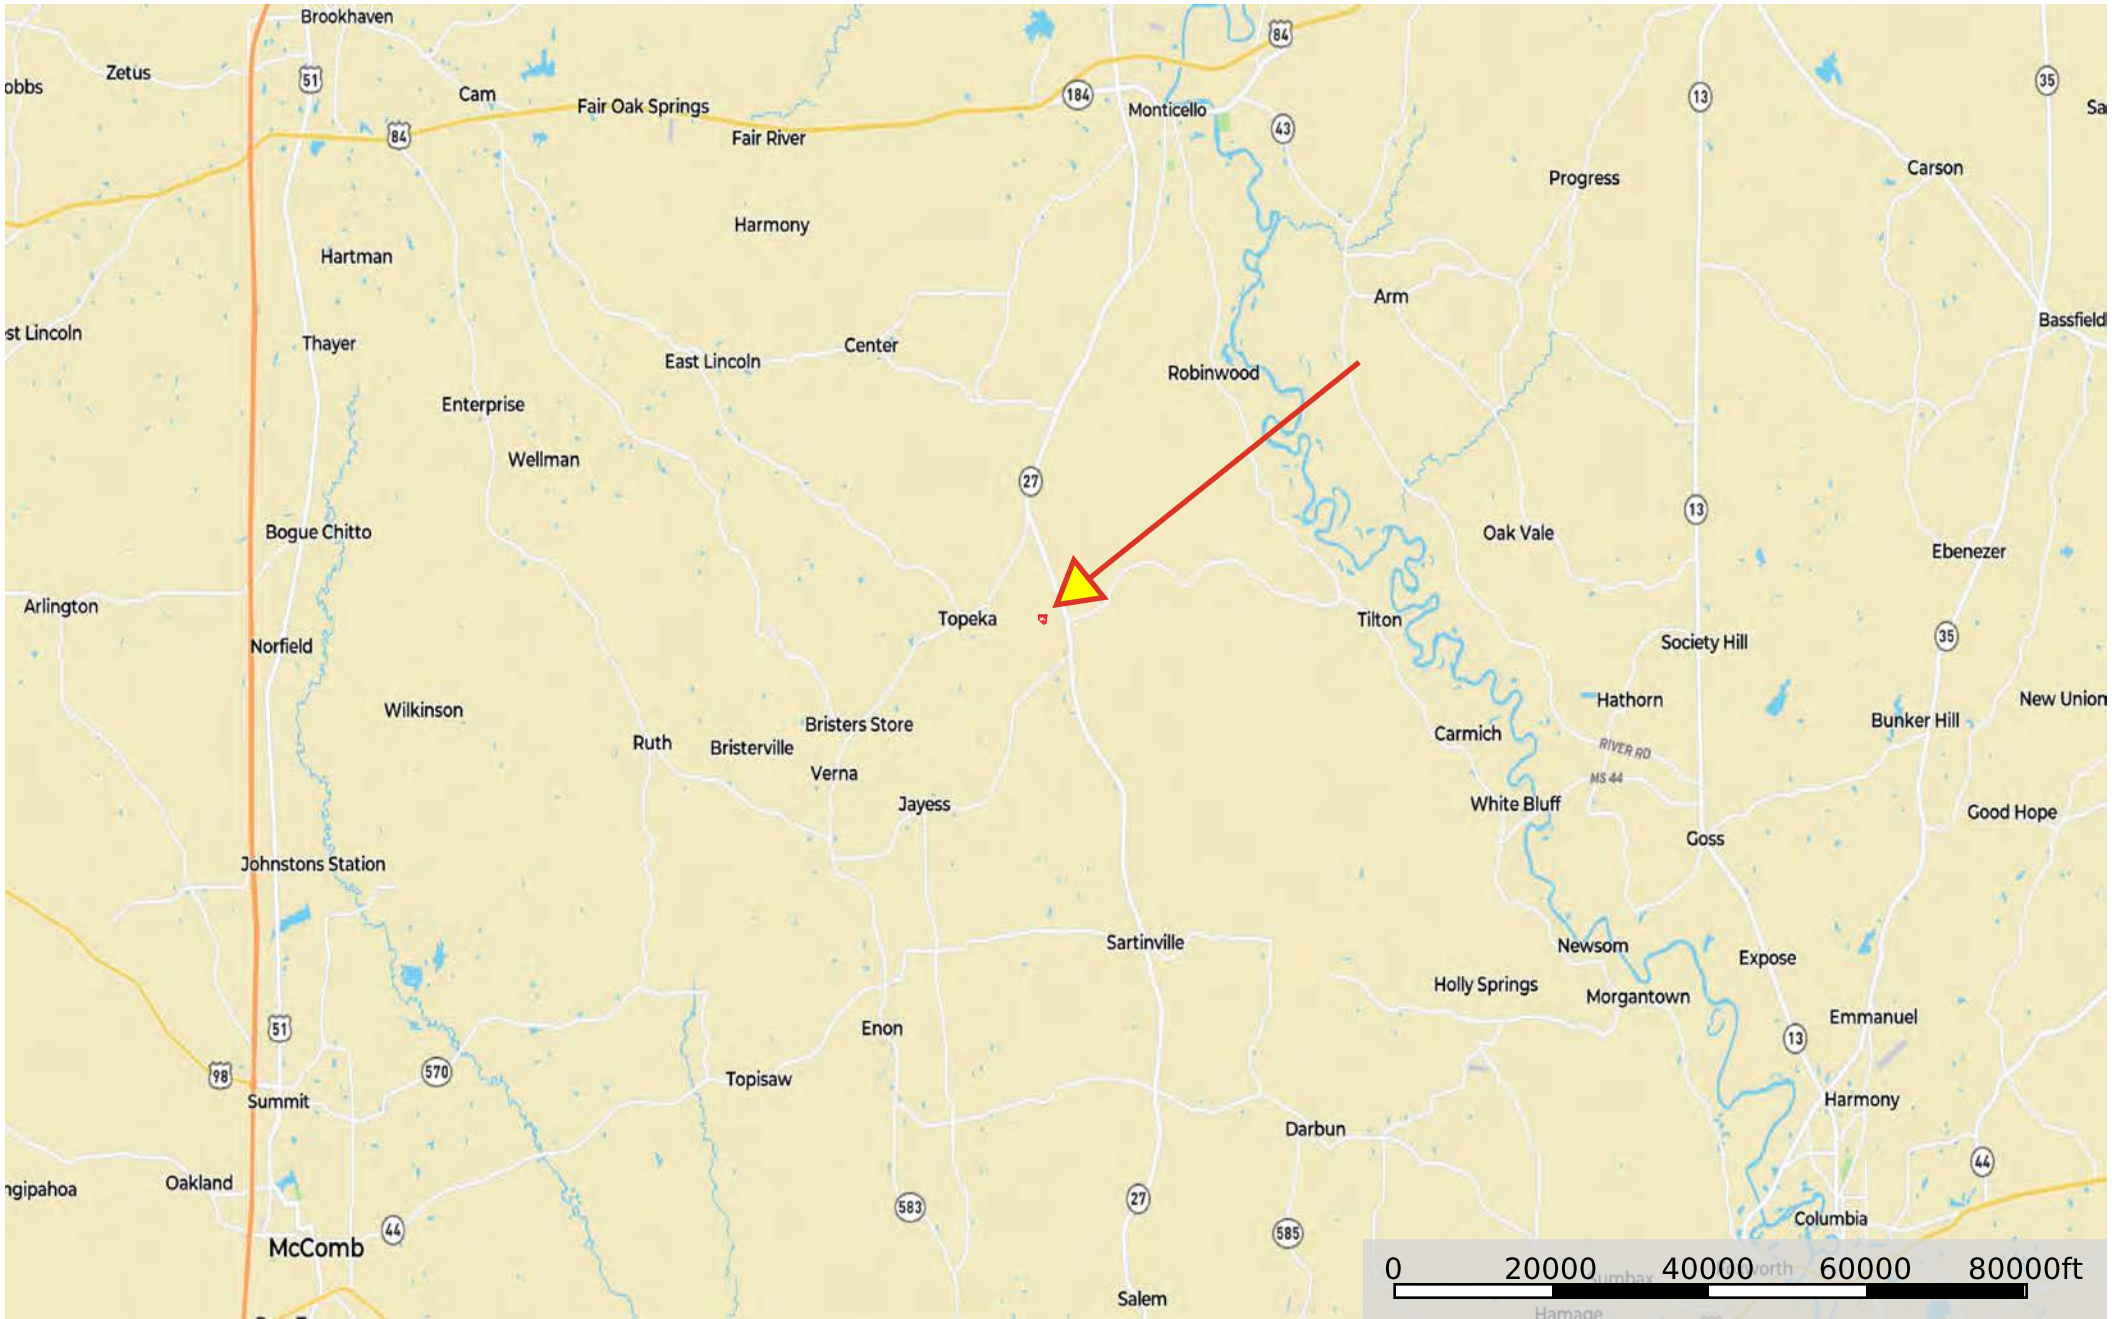 Brookhaven
84
Zetus
51
35
obbs
Cam
184
13
Fair Oak Springs
Monticello
Sa
84
Fair River
43
Carson
Progress
Harmony
Hartman
Arm
Bassfield
st Lincoln
Thayer
Center
East Lincoln
Robinwood
Enterprise
Wellman
27
13
Bogue Chitto
Oak Vale
Ebenezer
Arlington
Topeka
Tilton
35
Norfield
Society Hill
Wilkinson
Hathorn
New Union
Bristers Store
Bunker Hill
Ruth
Bristerville
Carmich
RIVER RD
Verna
MS 44
Jayess
White Bluff
Good Hope
Goss
Johnstons Station
Sartinville
Newsom
Expose
Holly Springs
Morgantown
51
Enon
Emmanuel
13
98
570
Topisaw
Summit
Harmony
Darbun
44
Oakland
ngipahoa
583
27
Columbia
44
585
McComb
0 20000 40000 60000 80000ft
Salem
Hamage